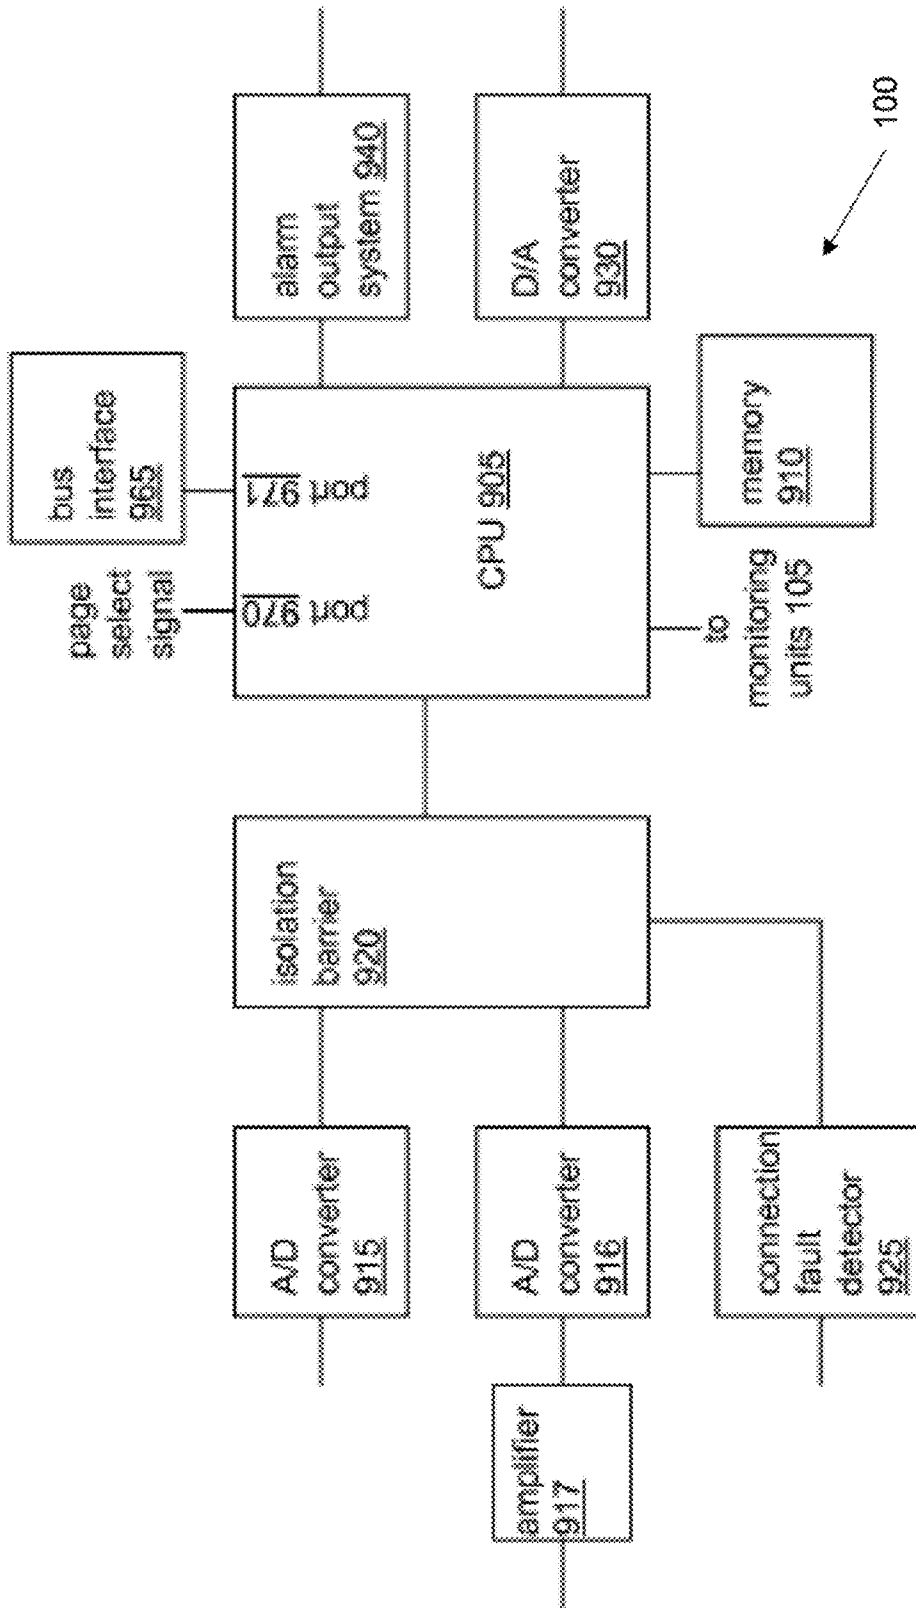 page
select
signal
bus
interface
965
port 970
port 971
CPU 905
alarm
output
system 940
D/A
converter
930
memory
910
to
monitoring
units 105
isolation
barrier
920
A/D
converter
915
A/D
converter
916
amplifier
917
connection
fault
detector
925
100